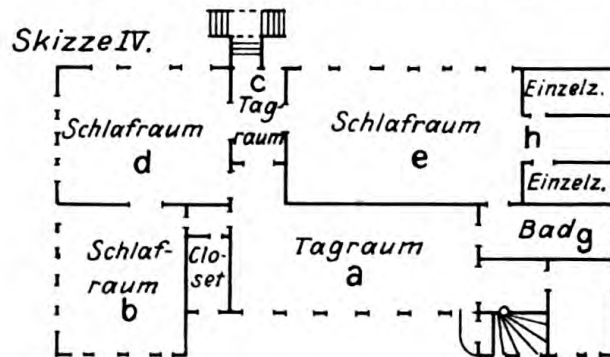 Skizze IV.
c
Tag
raum
Schlafraum
d
Schlafraum
e
Einzelz.
h
Einzelz.
Schlaf-
raum
b
Clo-
set
Tagraum
a
Bad g